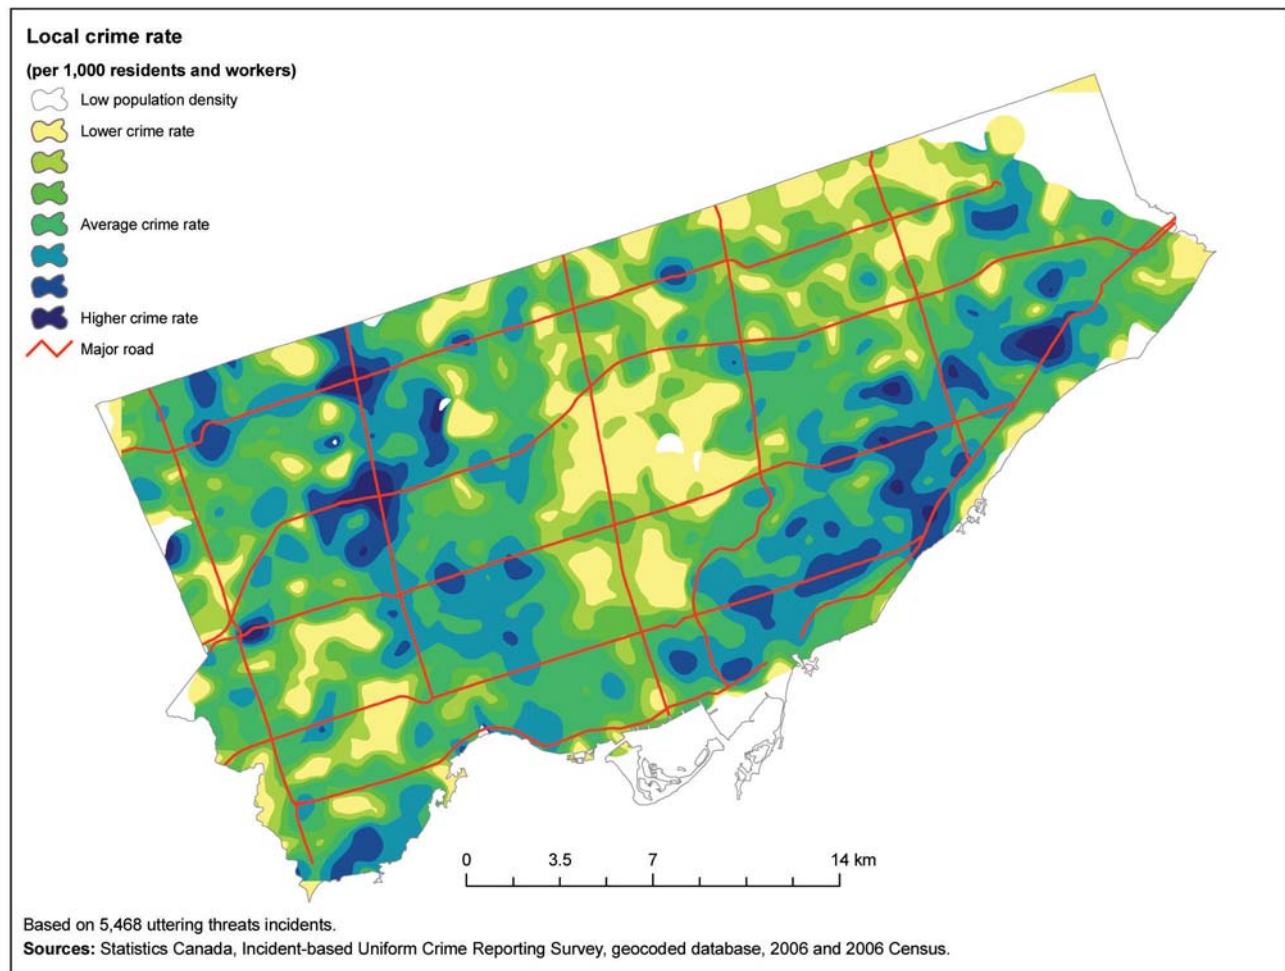 Local crime rate
(per 1,000 residents and workers)
Low population density
Lower crime rate
Average crime rate
Higher crime rate
Major road
0 3.5 7 14 km
Based on 5,468 uttering threats incidents.
Sources: Statistics Canada, Incident-based Uniform Crime Reporting Survey, geocoded database, 2006 and 2006 Census.